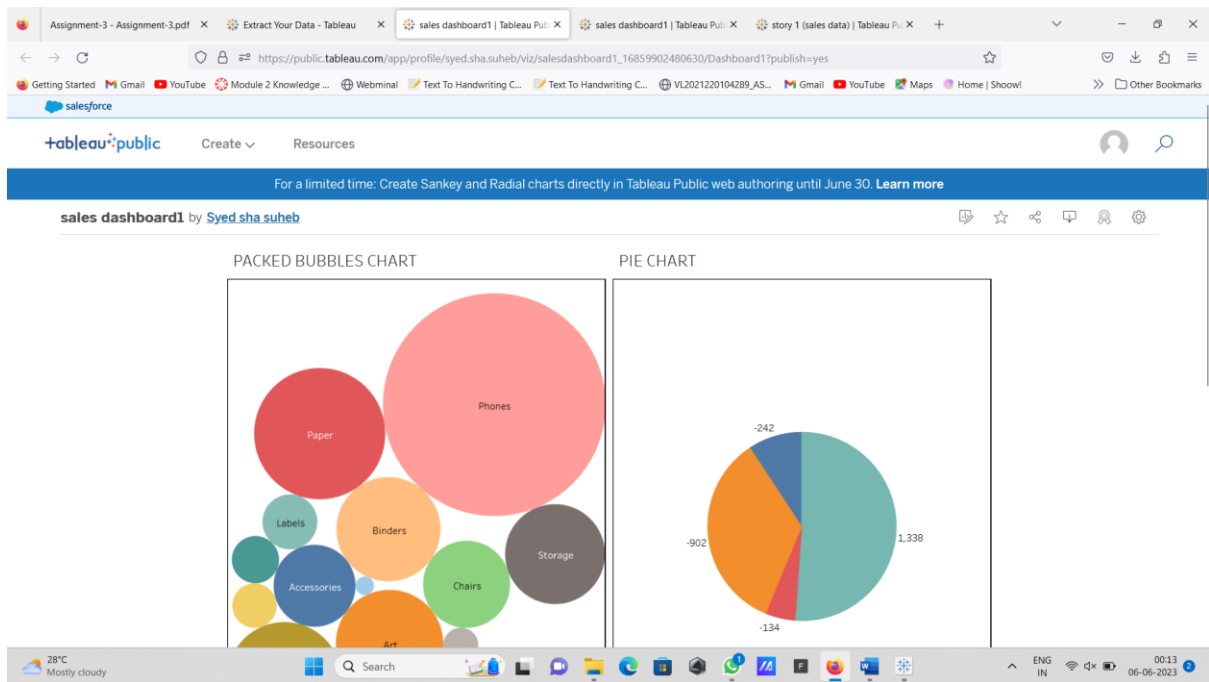 Assignment-3 - Assignment-3.pdf
Extract Your Data - Tableau
sales dashboard1 | Tableau Pub
sales dashboard1 | Tableau Pub
story 1 (sales data) | Tableau Pu
https://public.tableau.com/app/profile/syed.sha.suheb/viz/salesdashboard1_16859902480630/Dashboard1?publish=yes
Getting Started Gmail YouTube Module 2 Knowledge ... Webminal Text To Handwriting C... Text To Handwriting C... VL2021220104289_AS... Gmail YouTube Maps Home | Shoow! Other Bookmarks
salesforce
+ableau public Create Resources
For a limited time: Create Sankey and Radial charts directly in Tableau Public web authoring until June 30. Learn more
sales dashboard1 by Syed sha suheb
PACKED BUBBLES CHART
Phones
Paper
Labels
Binders
Storage
Accessories
Chairs
Art
PIE CHART
-242
-902
1,338
-134
28°C
Mostly cloudy
Search
ENG
IN
00:13
06-06-2023
2